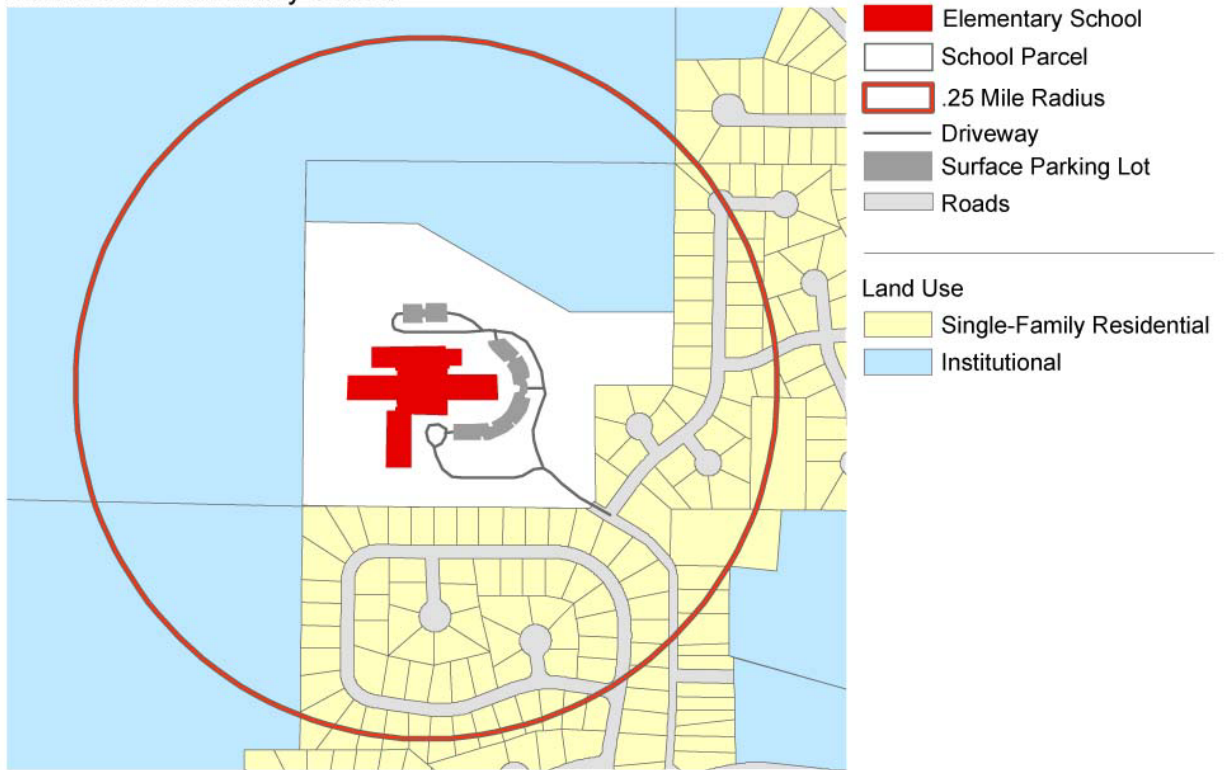 Elementary School
School Parcel
.25 Mile Radius
Driveway
Surface Parking Lot
Roads
Land Use
Single-Family Residential
Institutional